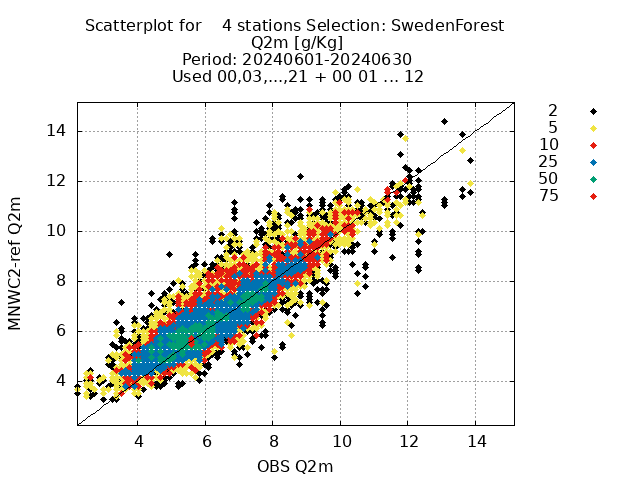 Scatterplot for    4 stations Selection: SwedenForest
Q2m [g/Kg]
Period: 20240601-20240630
Used 00,03,...,21 + 00 01 ... 12
2
5
10
25
50
75
14
12
10
8
6
4
MNWC2-ref Q2m
4 6 8 10 12 14
OBS Q2m